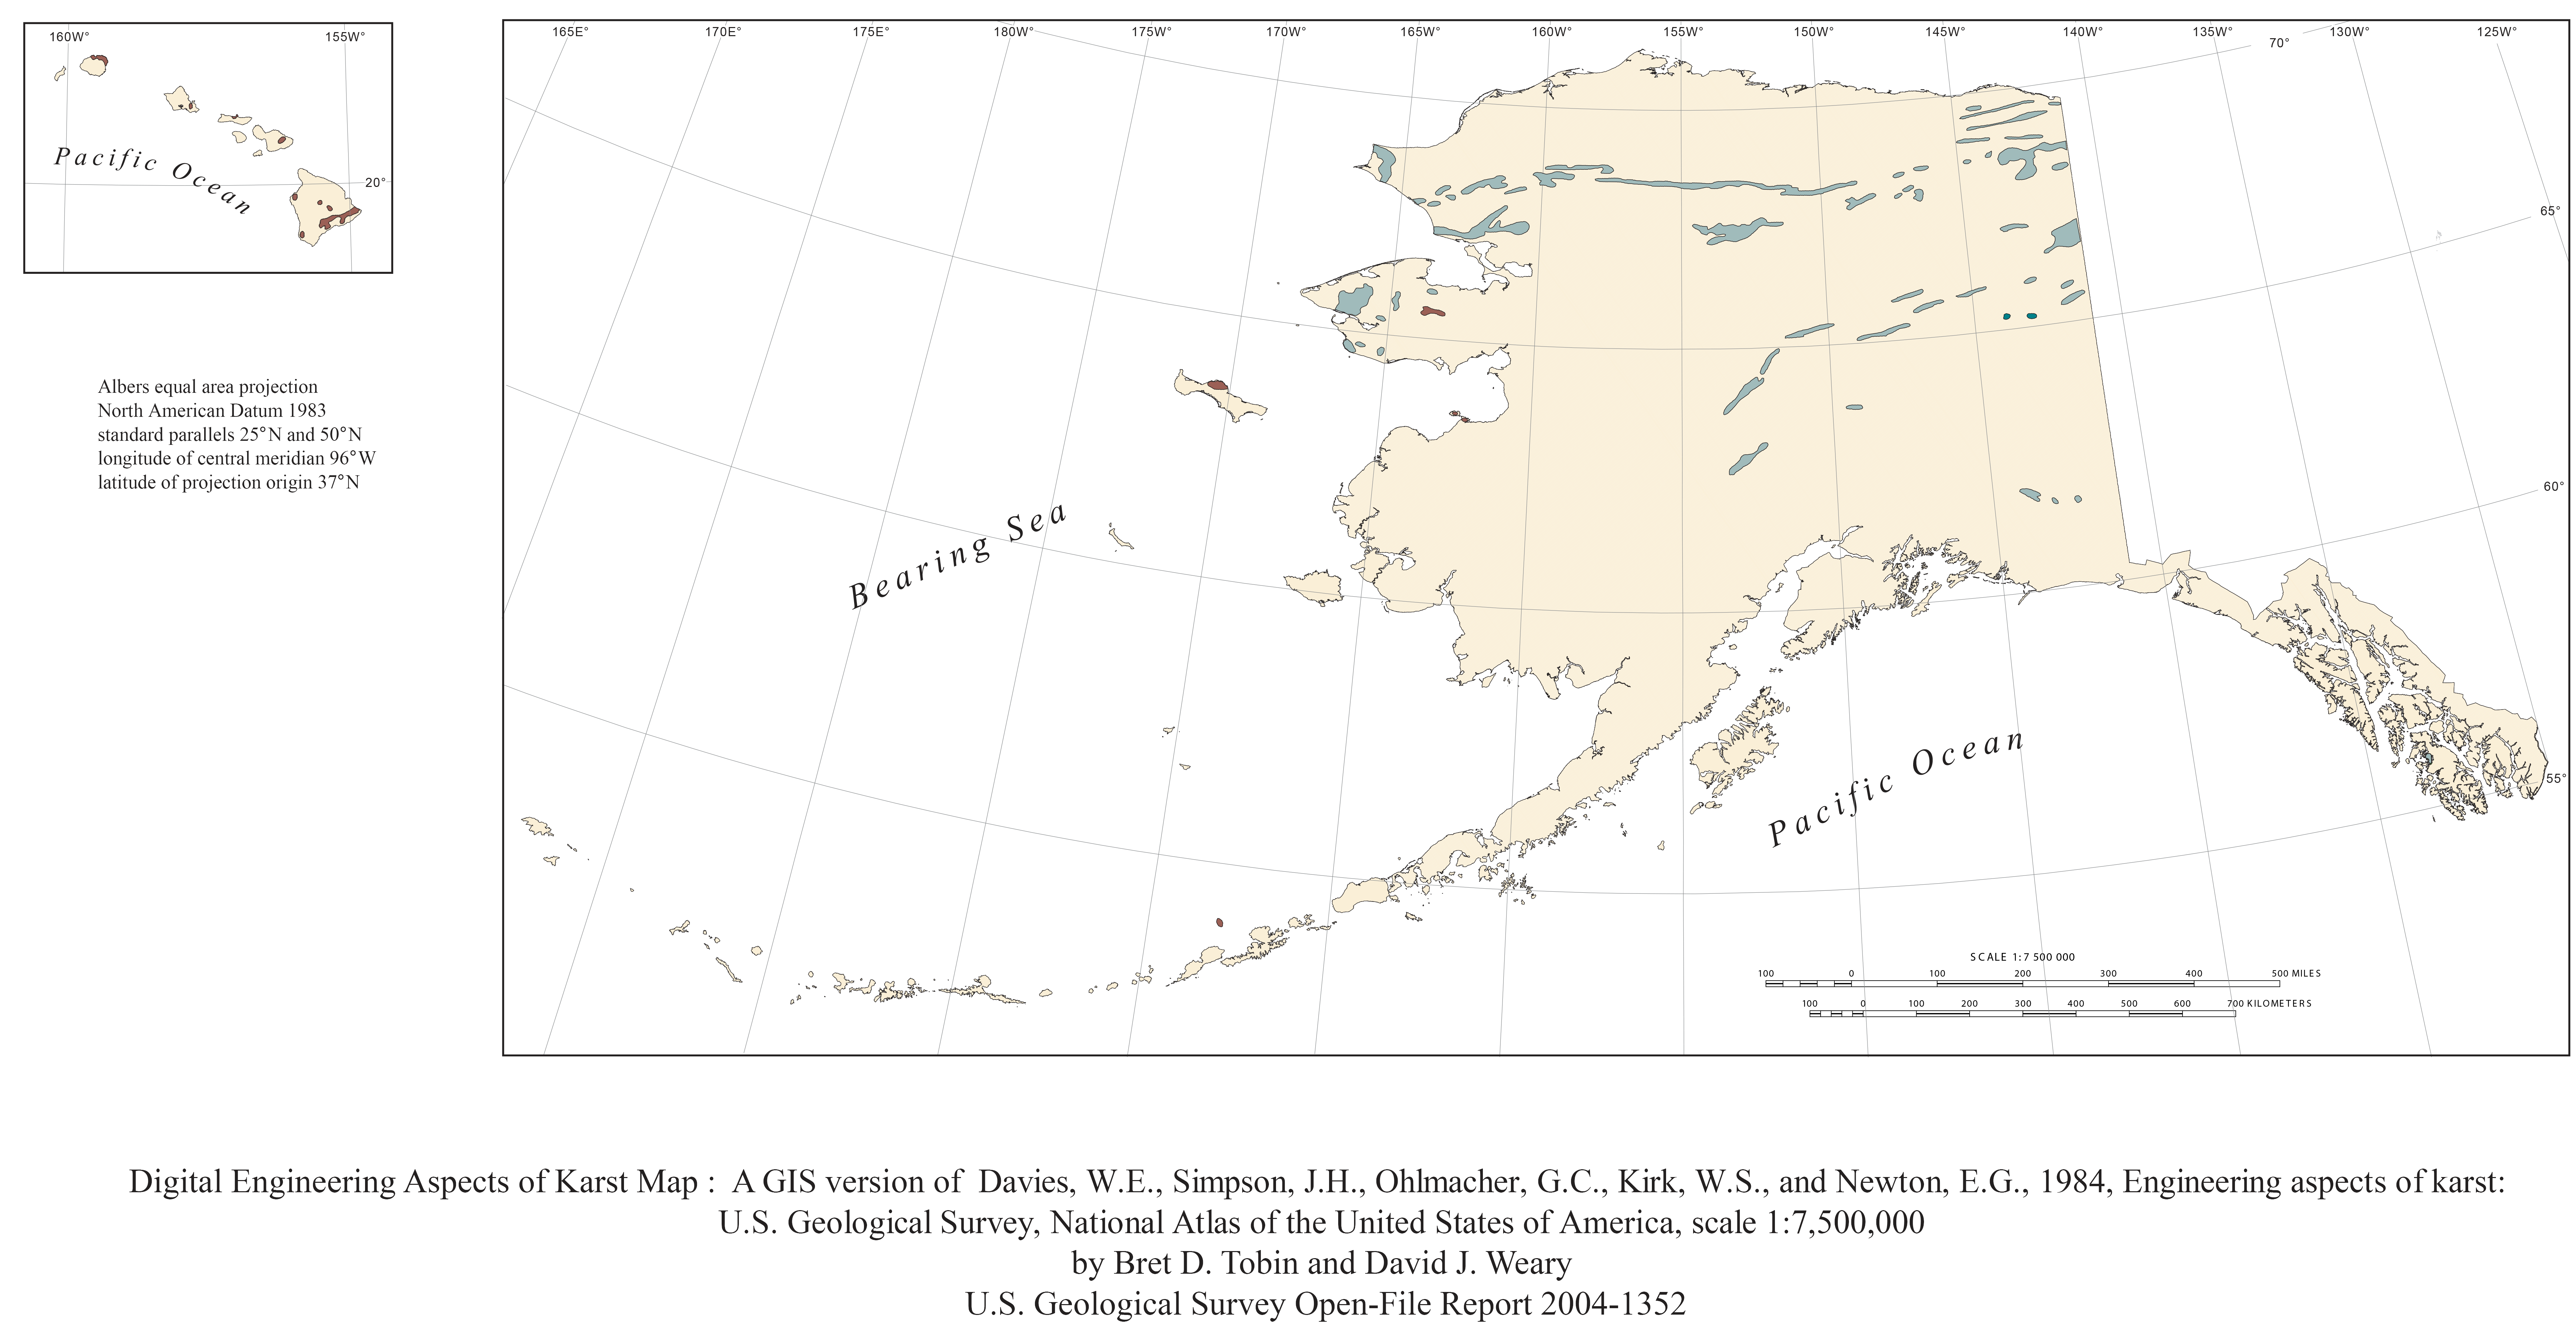 160W° 155W°
Pacific Ocean
20°
Albers equal area projection
North American Datum 1983
standard parallels 25°N and 50°N
longitude of central meridian 96°W
latitude of projection origin 37°N
165E° 170E° 175E° 180W° 175W° 170W° 165W° 160W° 155W° 150W° 145W° 140W° 135W° 130W° 125W°
70°
65°
60°
55°
Bearing Sea
Pacific Ocean
SCALE 1:7 500 000
100 0 100 200 300 400 500 MILES
100 0 100 200 300 400 500 600 700 KILOMETERS
Digital Engineering Aspects of Karst Map : A GIS version of Davies, W.E., Simpson, J.H., Ohlmacher, G.C., Kirk, W.S., and Newton, E.G., 1984, Engineering aspects of karst:
U.S. Geological Survey, National Atlas of the United States of America, scale 1:7,500,000
by Bret D. Tobin and David J. Weary
U.S. Geological Survey Open-File Report 2004-1352